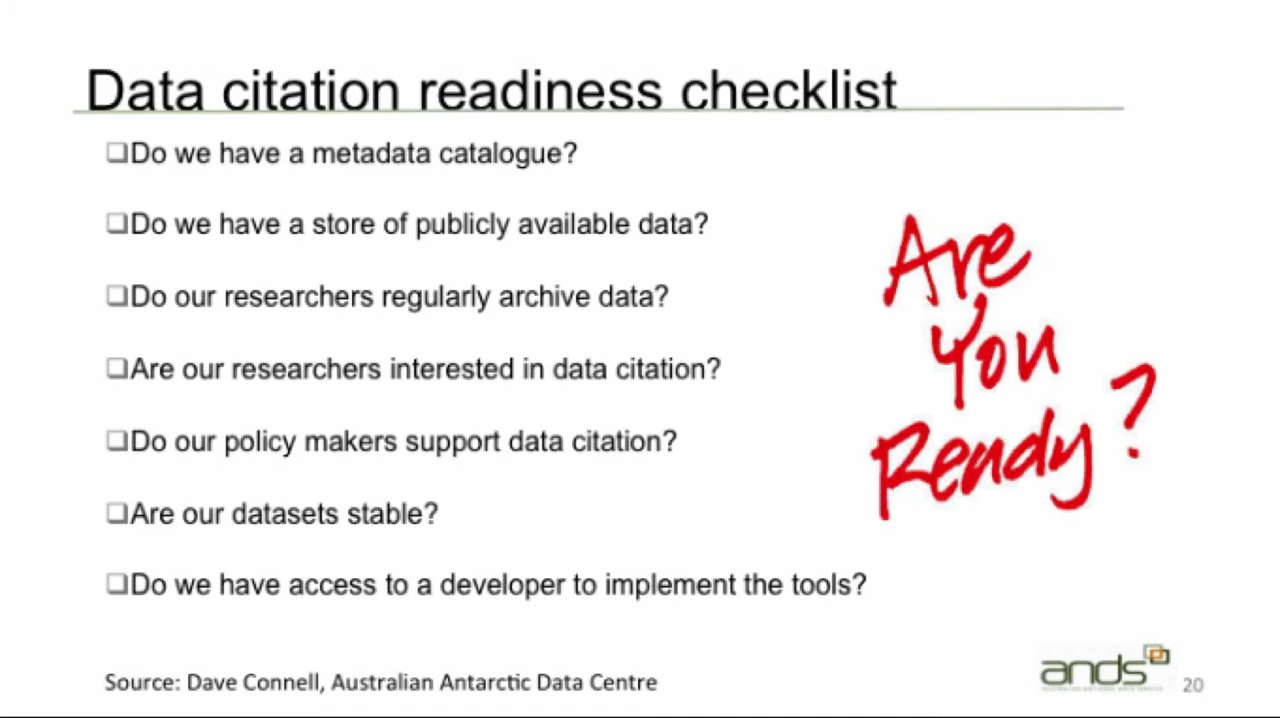 Data citation readiness checklist
❑Do we have a metadata catalogue?
❑Do we have a store of publicly available data?
❑Do our researchers regularly archive data?
❑Are our researchers interested in data citation?
❑Do our policy makers support data citation?
❑Are our datasets stable?
❑Do we have access to a developer to implement the tools?
Are
You
Ready?
Source: Dave Connell, Australian Antarctic Data Centre
ands
20